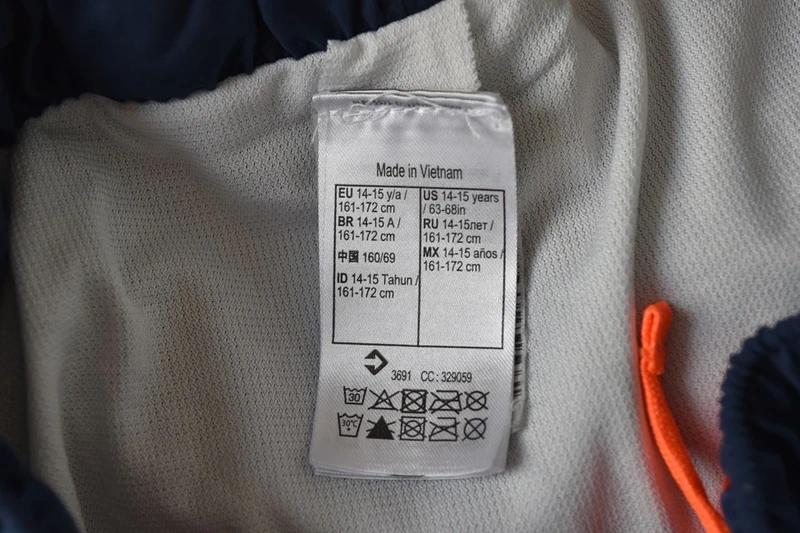 Made in Vietnam
EU 14-15 y/a /
161-172 cm
BR 14-15 A /
161-172 cm
中国 160/69
ID 14-15 Tahun /
161-172 cm
US 14-15 years
/ 63-68in
RU 14-15лет /
161-172 cm
MX 14-15 años /
161-172 cm
3691 CC : 329059
30
30°C